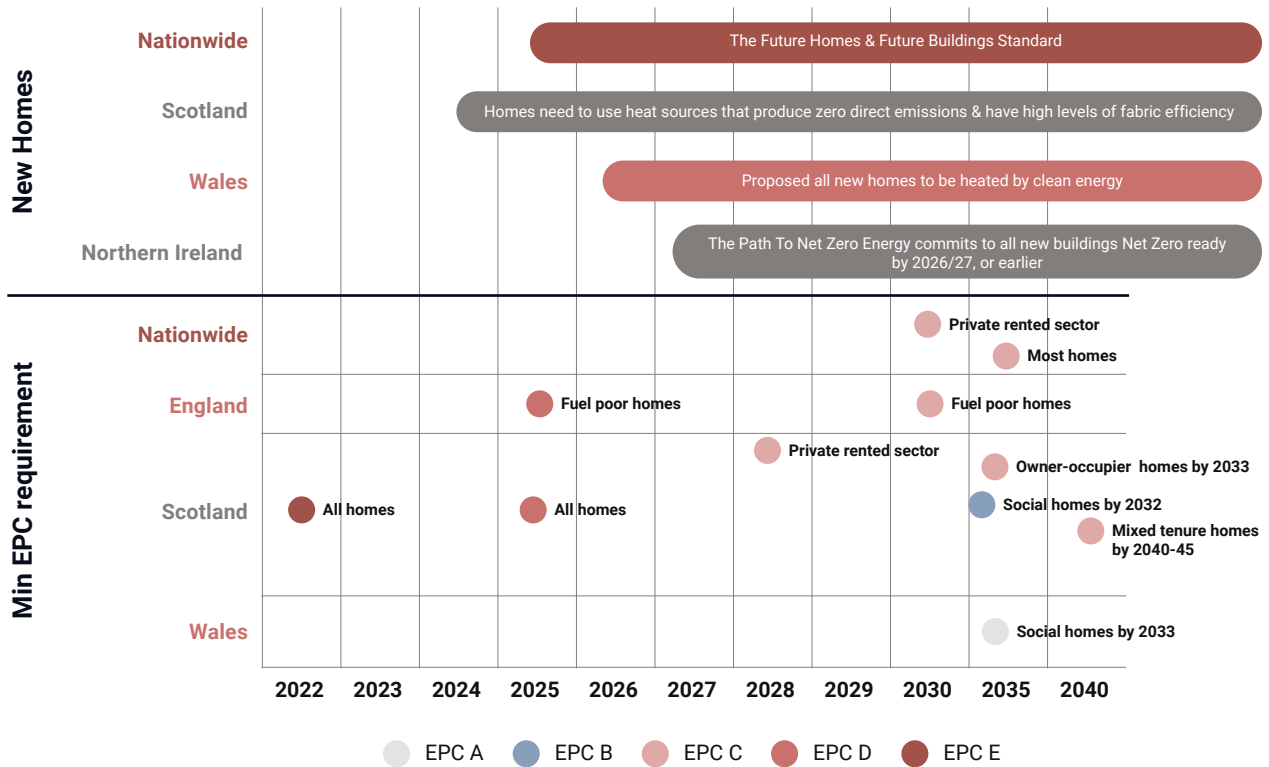 New Homes
Nationwide
The Future Homes & Future Buildings Standard
Scotland
Homes need to use heat sources that produce zero direct emissions & have high levels of fabric efficiency
Wales
Proposed all new homes to be heated by clean energy
Northern Ireland
The Path To Net Zero Energy commits to all new buildings Net Zero ready
by 2026/27, or earlier
Min EPC requirement
Nationwide
Private rented sector
Most homes
England
Fuel poor homes
Fuel poor homes
Scotland
Private rented sector
Owner-occupier homes by 2033
All homes
All homes
Social homes by 2032
Mixed tenure homes
by 2040-45
Wales
Social homes by 2033
2022 2023 2024 2025 2026 2027 2028 2029 2030 2035 2040
EPC A EPC B EPC C EPC D EPC E